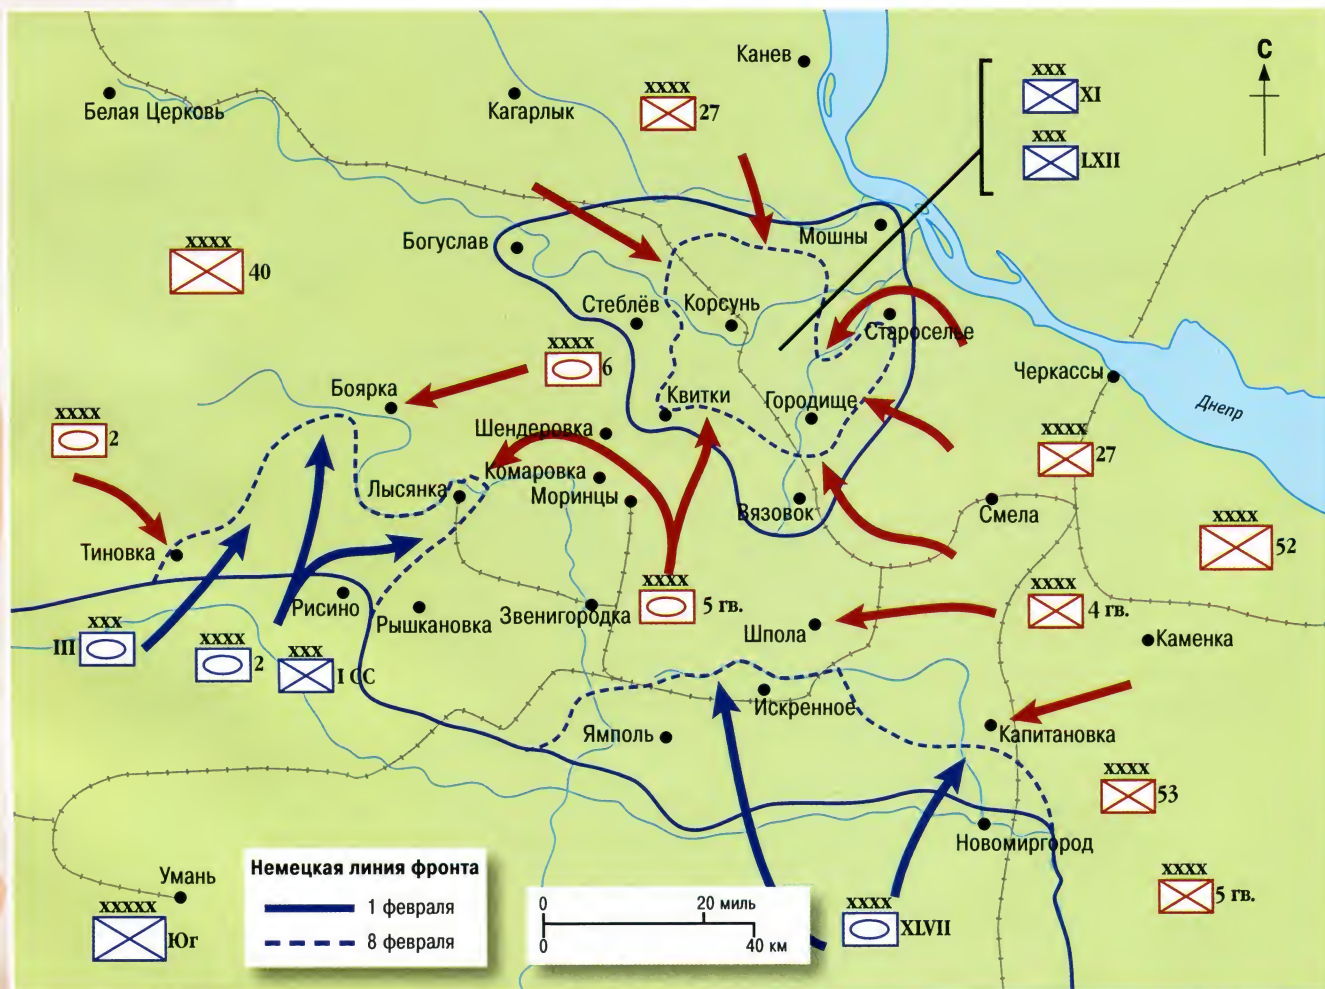 Канев
С
XXXX
27
XXX
XI
Белая Церковь
Кагарлык
XXX
LXII
Мошны
Богуслав
XXXX
40
Стеблёв
Корсунь
Староселье
XXXX
6
Боярка
Черкассы
Днепр
Квитки
Городище
XXXX
2
Шендеровка
XXXX
27
Комаровка
Лысянка
Моринцы
Вязовок
Смела
XXXX
52
Тиновка
XXXX
5 гв.
XXXX
4 гв.
Рисино
Рышкановка
Звенигородка
Шпола
Каменка
XXX
III
XXXX
2
XXX
I СС
Искренное
Ямполь
Капитановка
XXXX
53
Новомиргород
Умань
XXXXX
Юг
XXXX
XLVII
XXXX
5 гв.
Немецкая линия фронта
1 февраля
8 февраля
0 20 миль
0 40 км